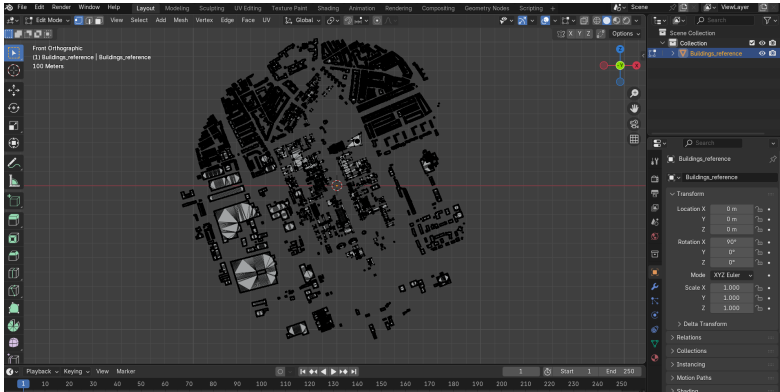 File Edit Render Window Help Layout Modeling Sculpting UV Editing Texture Paint Shading Animation Rendering Compositing Geometry Nodes Scripting + Scene ViewLayer
Edit Mode View Select Add Mesh Vertex Edge Face UV Global Search
X Y Z Options
Front Orthographic
(1) Buildings_reference | Buildings_reference
100 Meters
Z
-Y
X
Scene Collection
Collection
Buildings_reference
Search
Buildings_reference
Buildings_reference
Transform
Location X 0 m
Y 0 m
Z 0 m
Rotation X 90°
Y 0°
Z 0°
Mode XYZ Euler
Scale X 1.000
Y 1.000
Z 1.000
Delta Transform
Relations
Collections
Instancing
Motion Paths
Shading
Playback Keying View Marker 1 Start 1 End 250
1 10 20 30 40 50 60 70 80 90 100 110 120 130 140 150 160 170 180 190 200 210 220 230 240 250